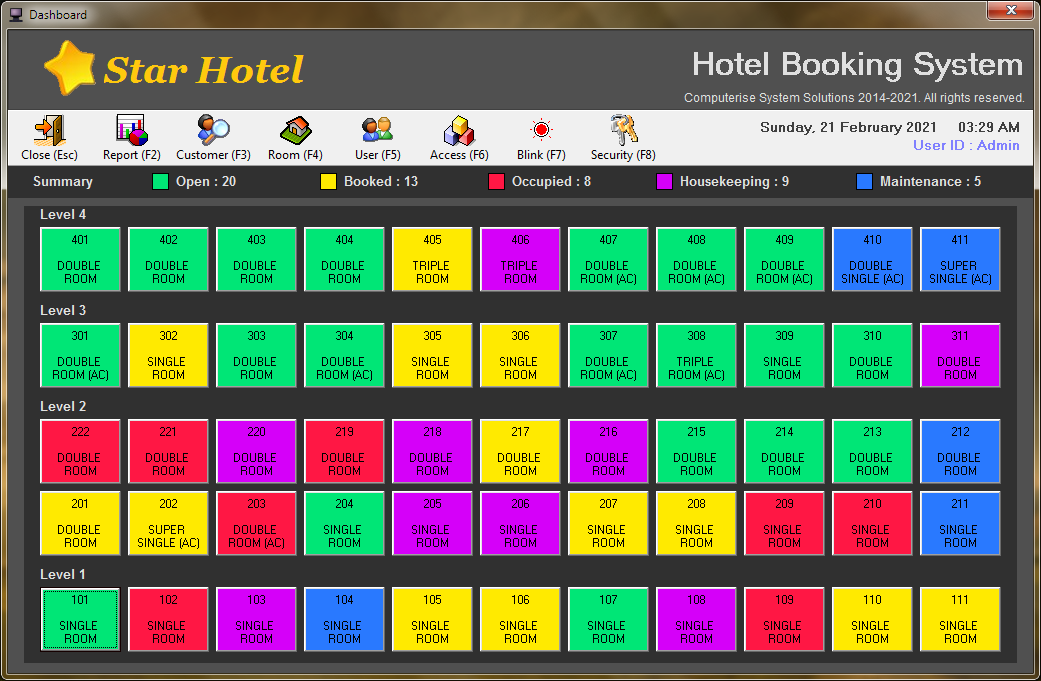 Dashboard
Star Hotel
Hotel Booking System
Computerise System Solutions 2014-2021. All rights reserved.
Close (Esc) Report (F2) Customer (F3) Room (F4) User (F5) Access (F6) Blink (F7) Security (F8)
Sunday, 21 February 2021 03:29 AM
User ID : Admin
Summary Open : 20 Booked : 13 Occupied : 8 Housekeeping : 9 Maintenance : 5
Level 4
401 402 403 404 405 406 407 408 409 410 411
DOUBLE DOUBLE DOUBLE DOUBLE TRIPLE TRIPLE DOUBLE DOUBLE DOUBLE DOUBLE SUPER
ROOM ROOM ROOM ROOM ROOM ROOM ROOM (AC) ROOM (AC) ROOM (AC) SINGLE (AC) SINGLE (AC)
Level 3
301 302 303 304 305 306 307 308 309 310 311
DOUBLE SINGLE DOUBLE DOUBLE SINGLE SINGLE DOUBLE TRIPLE SINGLE DOUBLE DOUBLE
ROOM (AC) ROOM ROOM ROOM (AC) ROOM ROOM ROOM (AC) ROOM (AC) ROOM ROOM ROOM
Level 2
222 221 220 219 218 217 216 215 214 213 212
DOUBLE DOUBLE DOUBLE DOUBLE DOUBLE DOUBLE DOUBLE DOUBLE DOUBLE DOUBLE DOUBLE
ROOM ROOM ROOM ROOM ROOM ROOM ROOM ROOM ROOM ROOM ROOM
201 202 203 204 205 206 207 208 209 210 211
DOUBLE SUPER DOUBLE SINGLE SINGLE SINGLE SINGLE SINGLE SINGLE SINGLE SINGLE
ROOM SINGLE (AC) ROOM (AC) ROOM ROOM ROOM ROOM ROOM ROOM ROOM ROOM
Level 1
101 102 103 104 105 106 107 108 109 110 111
SINGLE SINGLE SINGLE SINGLE SINGLE SINGLE SINGLE SINGLE SINGLE SINGLE SINGLE
ROOM ROOM ROOM ROOM ROOM ROOM ROOM ROOM ROOM ROOM ROOM